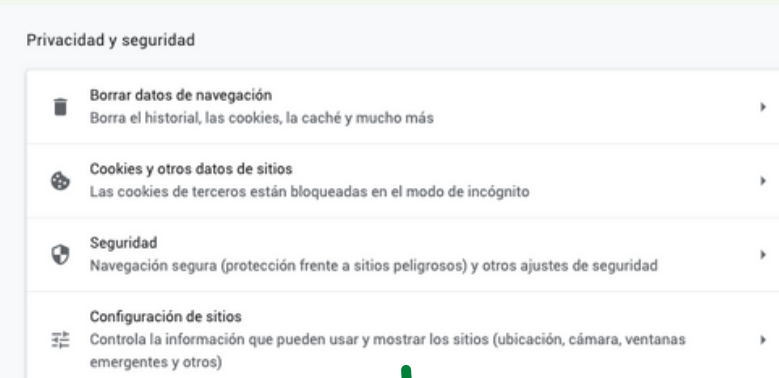 Privacidad y seguridad
Borrar datos de navegación
Borra el historial, las cookies, la caché y mucho más
Cookies y otros datos de sitios
Las cookies de terceros están bloqueadas en el modo de incógnito
Seguridad
Navegación segura (protección frente a sitios peligrosos) y otros ajustes de seguridad
Configuración de sitios
Controla la información que pueden usar y mostrar los sitios (ubicación, cámara, ventanas
emergentes y otros)